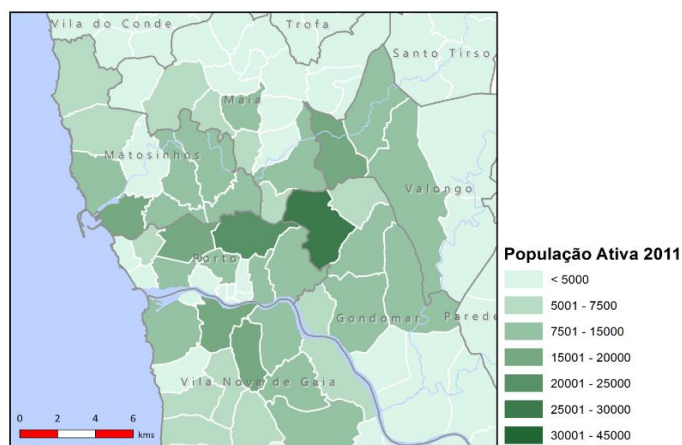 Vila do Conde
Trofa
Santo Tirso
Maia
Matosinhos
Valongo
Porto
Gondomar
Parede
Vila Nova de Gaia
0 2 4 6
kms
População Ativa 2011
< 5000
5001 - 7500
7501 - 15000
15001 - 20000
20001 - 25000
25001 - 30000
30001 - 45000